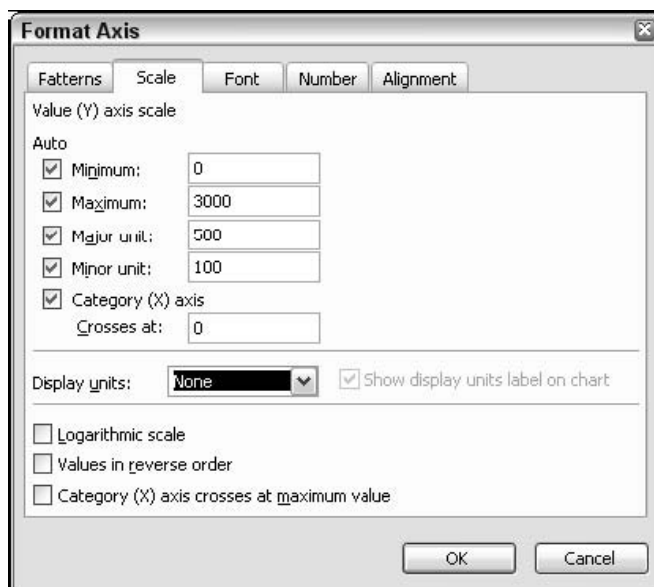 Format Axis
Patterns Scale Font Number Alignment
Value (Y) axis scale
Auto
Minimum: 0
Maximum: 3000
Major unit: 500
Minor unit: 100
Category (X) axis
Crosses at: 0
Display units: None Show display units label on chart
Logarithmic scale
Values in reverse order
Category (X) axis crosses at maximum value
OK Cancel